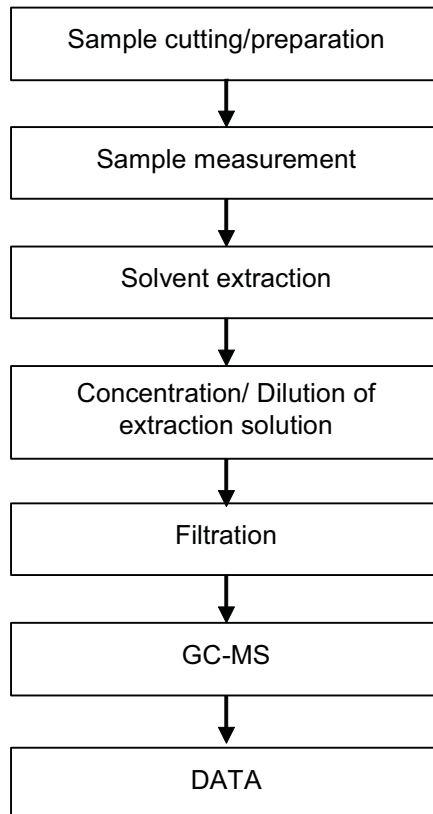 Sample cutting/preparation
Sample measurement
Solvent extraction
Concentration/ Dilution of
extraction solution
Filtration
GC-MS
DATA